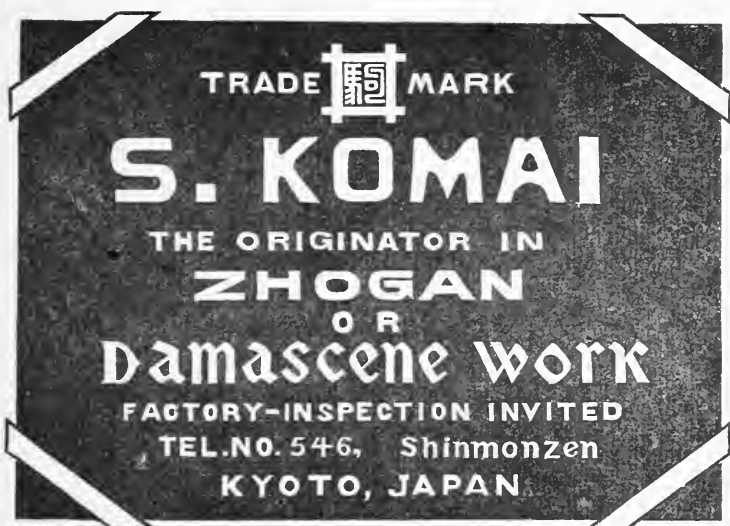 TRADE 駒 MARK
S. KOMAI
THE ORIGINATOR IN
ZHOGAN
OR
Damascene work
FACTORY-INSPECTION INVITED
TEL.NO. 546, Shinmonzen
KYOTO, JAPAN